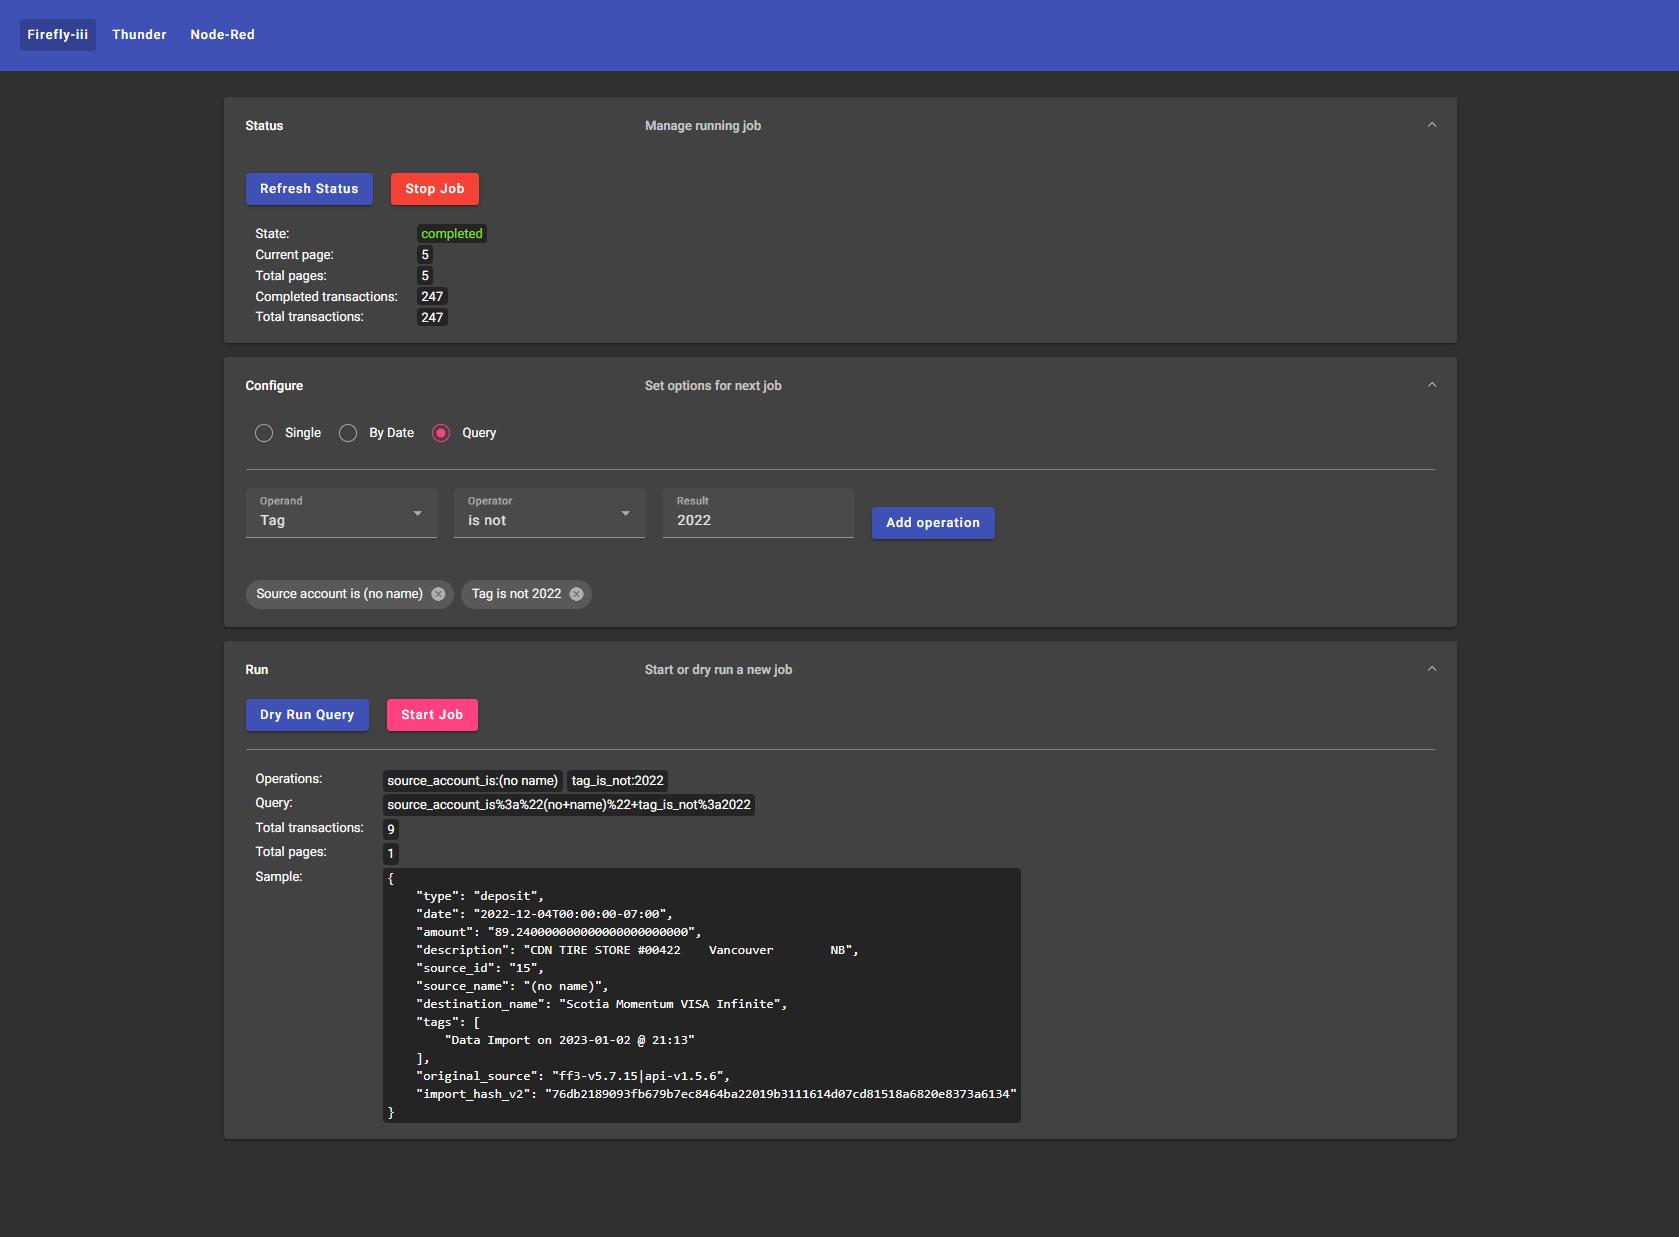 Firefly-iii Thunder Node-Red
Status Manage running job
Refresh Status Stop Job
State: completed
Current page: 5
Total pages: 5
Completed transactions: 247
Total transactions: 247
Configure Set options for next job
Single By Date Query
Operand Operator Result
Tag is not 2022 Add operation
Source account is (no name) Tag is not 2022
Run Start or dry run a new job
Dry Run Query Start Job
Operations: source_account_is:(no name) tag_is_not:2022
Query: source_account_is%3a%22(no+name)%22+tag_is_not%3a2022
Total transactions: 9
Total pages: 1
Sample: {
"type": "deposit",
"date": "2022-12-04T00:00:00-07:00",
"amount": "89.240000000000000000000000",
"description": "CDN TIRE STORE #00422    Vancouver        NB",
"source_id": "15",
"source_name": "(no name)",
"destination_name": "Scotia Momentum VISA Infinite",
"tags": [
"Data Import on 2023-01-02 @ 21:13"
],
"original_source": "ff3-v5.7.15|api-v1.5.6",
"import_hash_v2": "76db2189093fb679b7ec8464ba22019b3111614d07cd81518a6820e8373a6134"
}